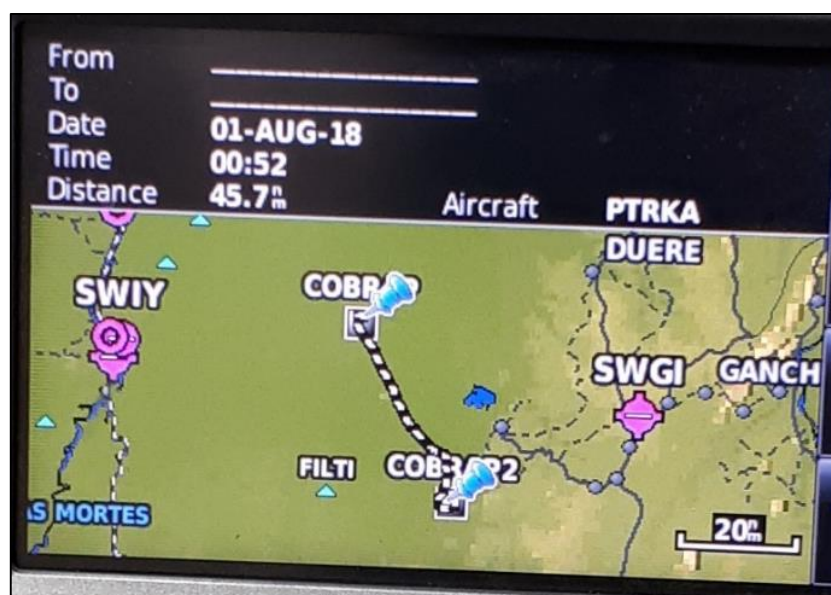 From
To
Date 01-AUG-18
Time 00:52
Distance 45.7nm
Aircraft PTRKA
DUERE
SWIY
SWGI GANCH
FILTI
AS MORTES
20nm